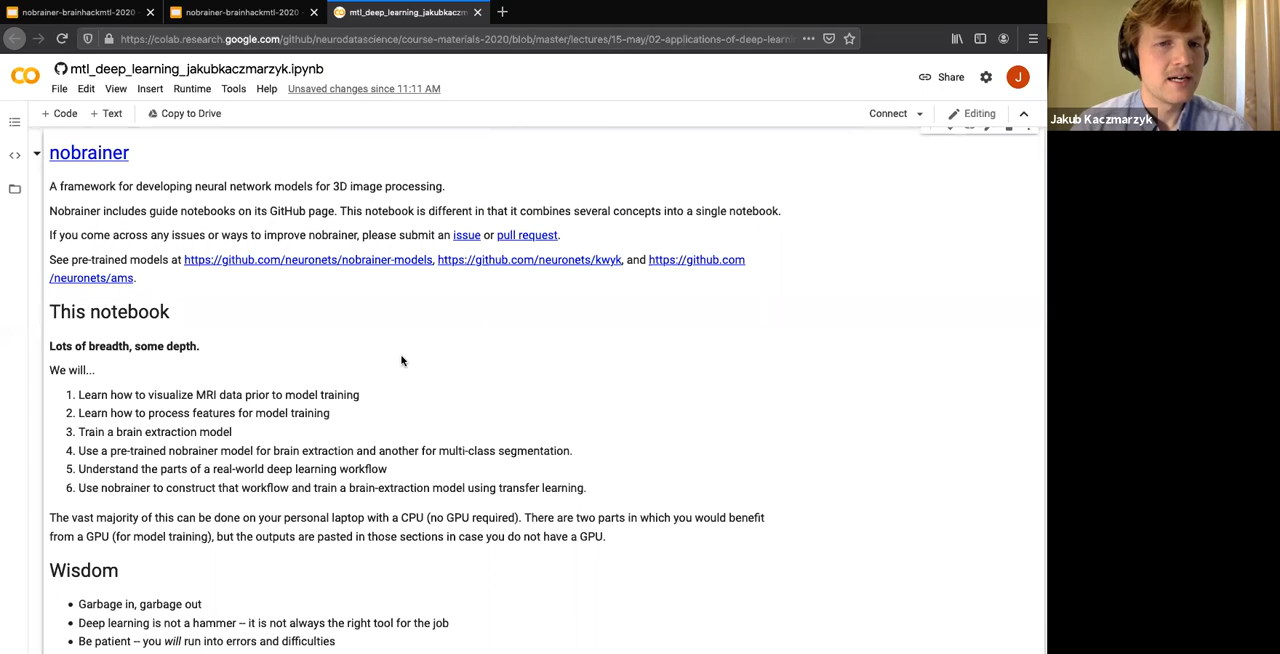 nobrainer-brainhackmtl-2020
nobrainer-brainhackmtl-2020
mtl_deep_learning_jakubkaczm
https://colab.research.google.com/github/neurodatascience/course-materials-2020/blob/master/lectures/15-may/02-applications-of-deep-learni
mtl_deep_learning_jakubkaczmarzyk.ipynb
Share
J
File Edit View Insert Runtime Tools Help Unsaved changes since 11:11 AM
+ Code + Text Copy to Drive
Connect
Editing
nobrainer
A framework for developing neural network models for 3D image processing.
Nobrainer includes guide notebooks on its GitHub page. This notebook is different in that it combines several concepts into a single notebook.
If you come across any issues or ways to improve nobrainer, please submit an issue or pull request.
See pre-trained models at https://github.com/neuronets/nobrainer-models, https://github.com/neuronets/kwyk, and https://github.com
/neuronets/ams.
This notebook
Lots of breadth, some depth.
We will...
1. Learn how to visualize MRI data prior to model training
2. Learn how to process features for model training
3. Train a brain extraction model
4. Use a pre-trained nobrainer model for brain extraction and another for multi-class segmentation.
5. Understand the parts of a real-world deep learning workflow
6. Use nobrainer to construct that workflow and train a brain-extraction model using transfer learning.
The vast majority of this can be done on your personal laptop with a CPU (no GPU required). There are two parts in which you would benefit
from a GPU (for model training), but the outputs are pasted in those sections in case you do not have a GPU.
Wisdom
• Garbage in, garbage out
• Deep learning is not a hammer – it is not always the right tool for the job
• Be patient – you will run into errors and difficulties
Jakub Kaczmarzyk